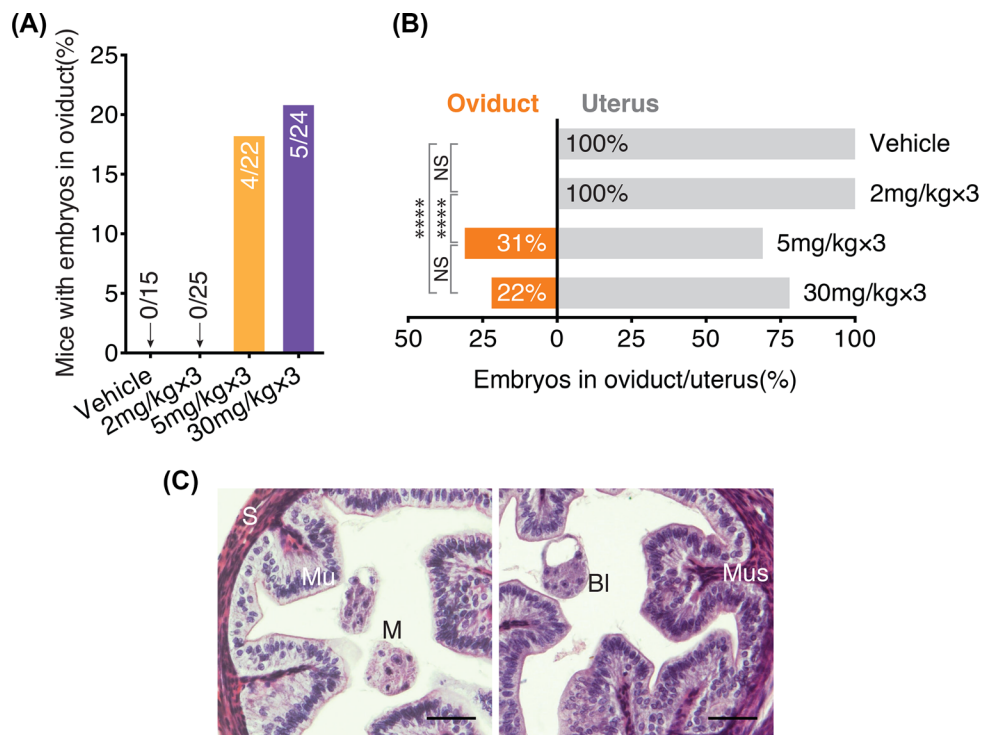 (A)
Mice with embryos in oviduct(%)
25
20
15
10
5
0
0/15
0/25
4/22
5/24
Vehicle
2mg/kg×3
5mg/kg×3
30mg/kg×3
(B)
Oviduct Uterus
100% Vehicle
100% 2mg/kg×3
31% 5mg/kg×3
22% 30mg/kg×3
NS
****
****
NS
50 25 0 25 50 75 100
Embryos in oviduct/uterus(%)
(C)
S
Mu
M
Bl
Mus